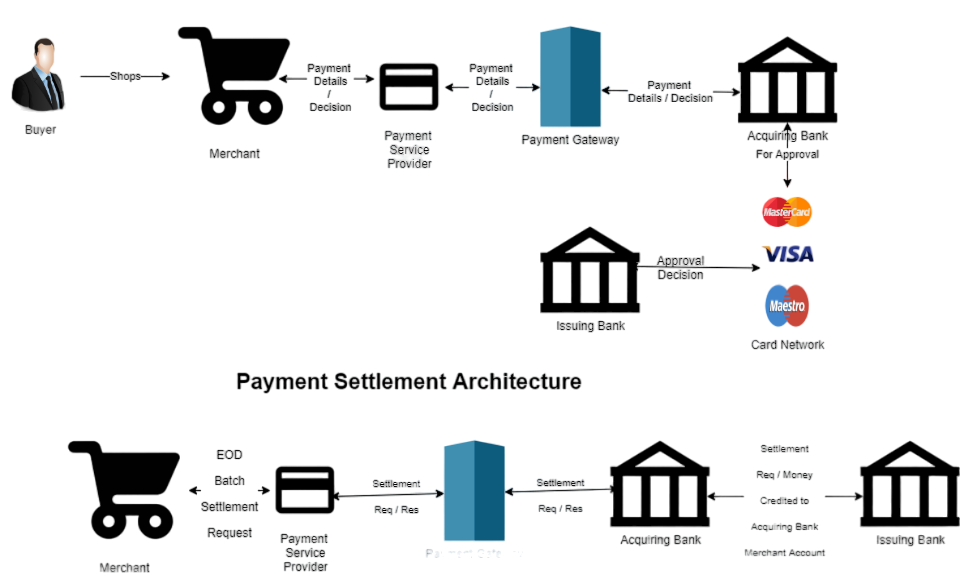 Shops
Payment
Details
/
Decision
Payment
Details
/
Decision
Payment
Details / Decision
Buyer
Merchant
Payment
Service
Provider
Payment Gateway
Acquiring Bank
For Approval
MasterCard
VISA
Maestro
Card Network
Approval
Decision
Issuing Bank
Payment Settlement Architecture
EOD
Batch
Settlement
Request
Settlement
Req / Res
Settlement
Req / Res
Settlement
Req / Money
Credited to
Acquiring Bank
Merchant Account
Merchant
Payment
Service
Provider
Payment Gateway
Acquiring Bank
Issuing Bank